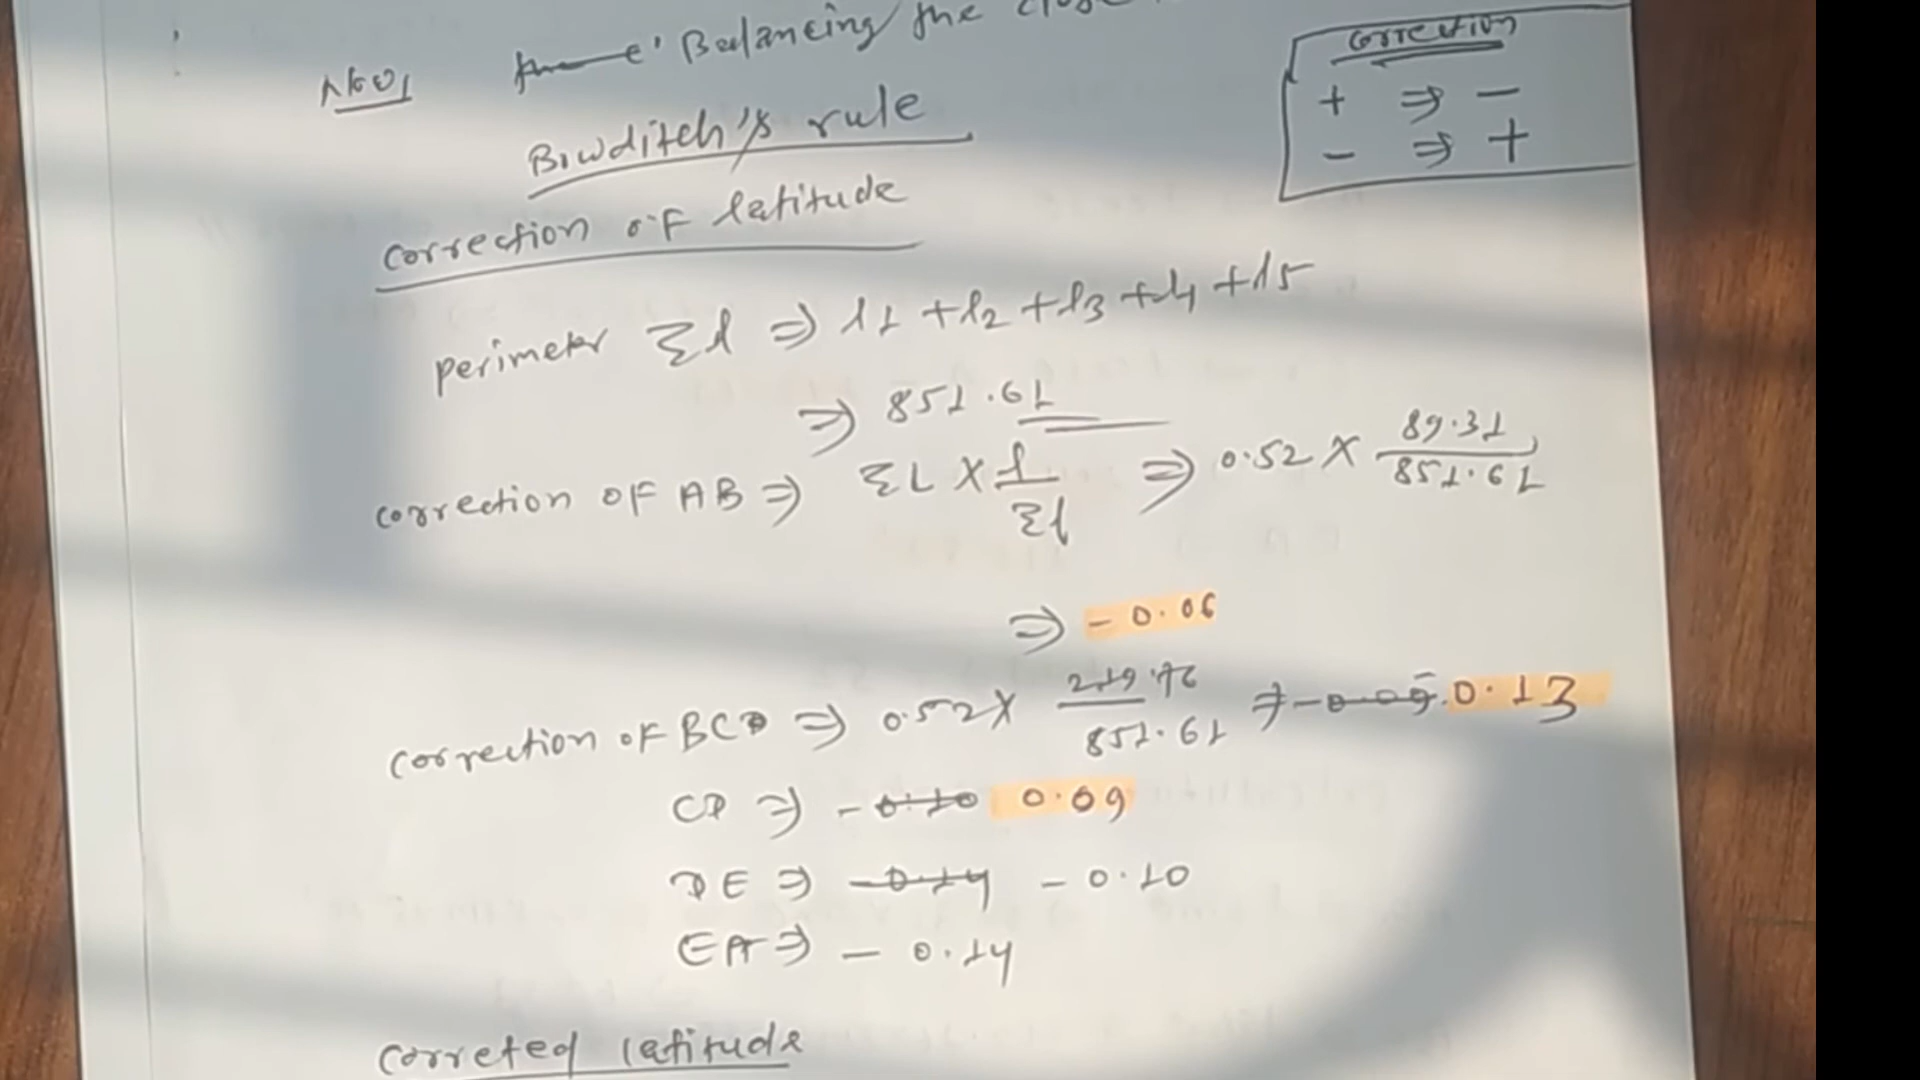 Balancing the
correction
+ ⇒ -
- ⇒ +
Bowditch's rule
correction of latitude
perimeter Σl ⇒ l1 + l2 + l3 + l4 + l5
⇒ 851.61
correction of AB ⇒ ΣL × l/Σl ⇒ 0.52 × 89.31/851.61
⇒ - 0.06
correction of BC ⇒ 0.52 × 219.76/851.61 ⇒ - 0.13
CD ⇒ - 0.09
DE ⇒ - 0.10
EA ⇒ - 0.14
correted latitude